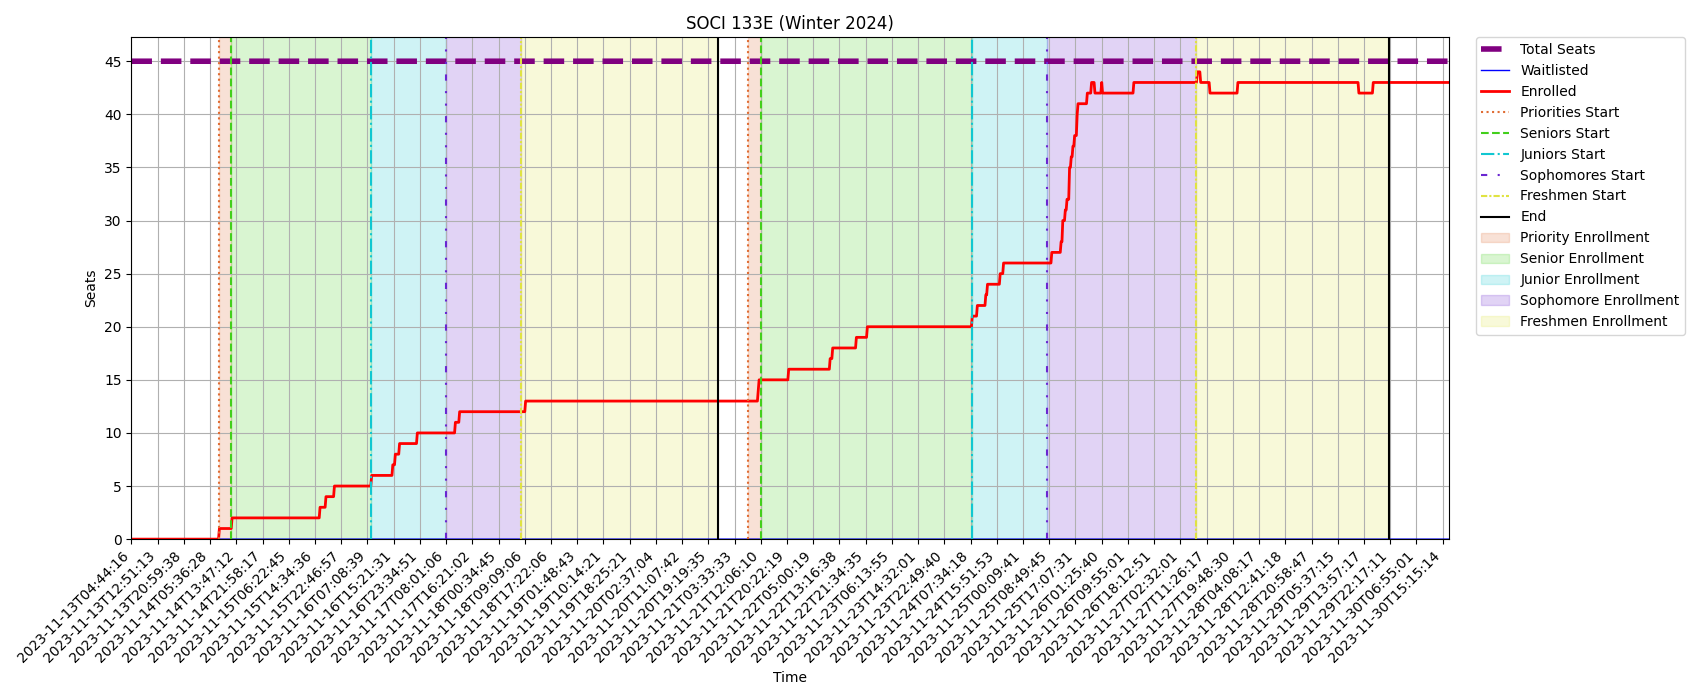 SOCI 133E (Winter 2024)
Seats
45
40
35
30
25
20
15
10
5
0
2023-11-13T04:44:16
2023-11-13T12:51:13
2023-11-13T20:59:38
2023-11-14T05:36:28
2023-11-14T13:47:12
2023-11-14T21:58:17
2023-11-15T06:22:45
2023-11-15T14:34:36
2023-11-15T22:46:57
2023-11-16T07:08:39
2023-11-16T15:21:31
2023-11-16T23:34:51
2023-11-17T08:01:06
2023-11-17T16:21:02
2023-11-18T00:34:45
2023-11-18T09:09:06
2023-11-18T17:22:06
2023-11-19T01:48:43
2023-11-19T10:14:21
2023-11-19T18:25:21
2023-11-20T02:37:04
2023-11-20T11:07:42
2023-11-20T19:19:35
2023-11-21T03:33:33
2023-11-21T12:06:10
2023-11-21T20:22:19
2023-11-22T05:00:19
2023-11-22T13:16:38
2023-11-22T21:34:35
2023-11-23T06:13:55
2023-11-23T14:32:01
2023-11-23T22:49:40
2023-11-24T07:34:18
2023-11-24T15:51:53
2023-11-25T00:09:41
2023-11-25T08:49:45
2023-11-25T17:07:31
2023-11-26T01:25:40
2023-11-26T09:55:01
2023-11-26T18:12:51
2023-11-27T02:32:01
2023-11-27T11:26:17
2023-11-27T19:48:30
2023-11-28T04:08:17
2023-11-28T12:41:18
2023-11-28T20:58:47
2023-11-29T05:37:15
2023-11-29T13:57:17
2023-11-29T22:17:11
2023-11-30T06:55:01
2023-11-30T15:15:14
Time
Total Seats
Waitlisted
Enrolled
Priorities Start
Seniors Start
Juniors Start
Sophomores Start
Freshmen Start
End
Priority Enrollment
Senior Enrollment
Junior Enrollment
Sophomore Enrollment
Freshmen Enrollment